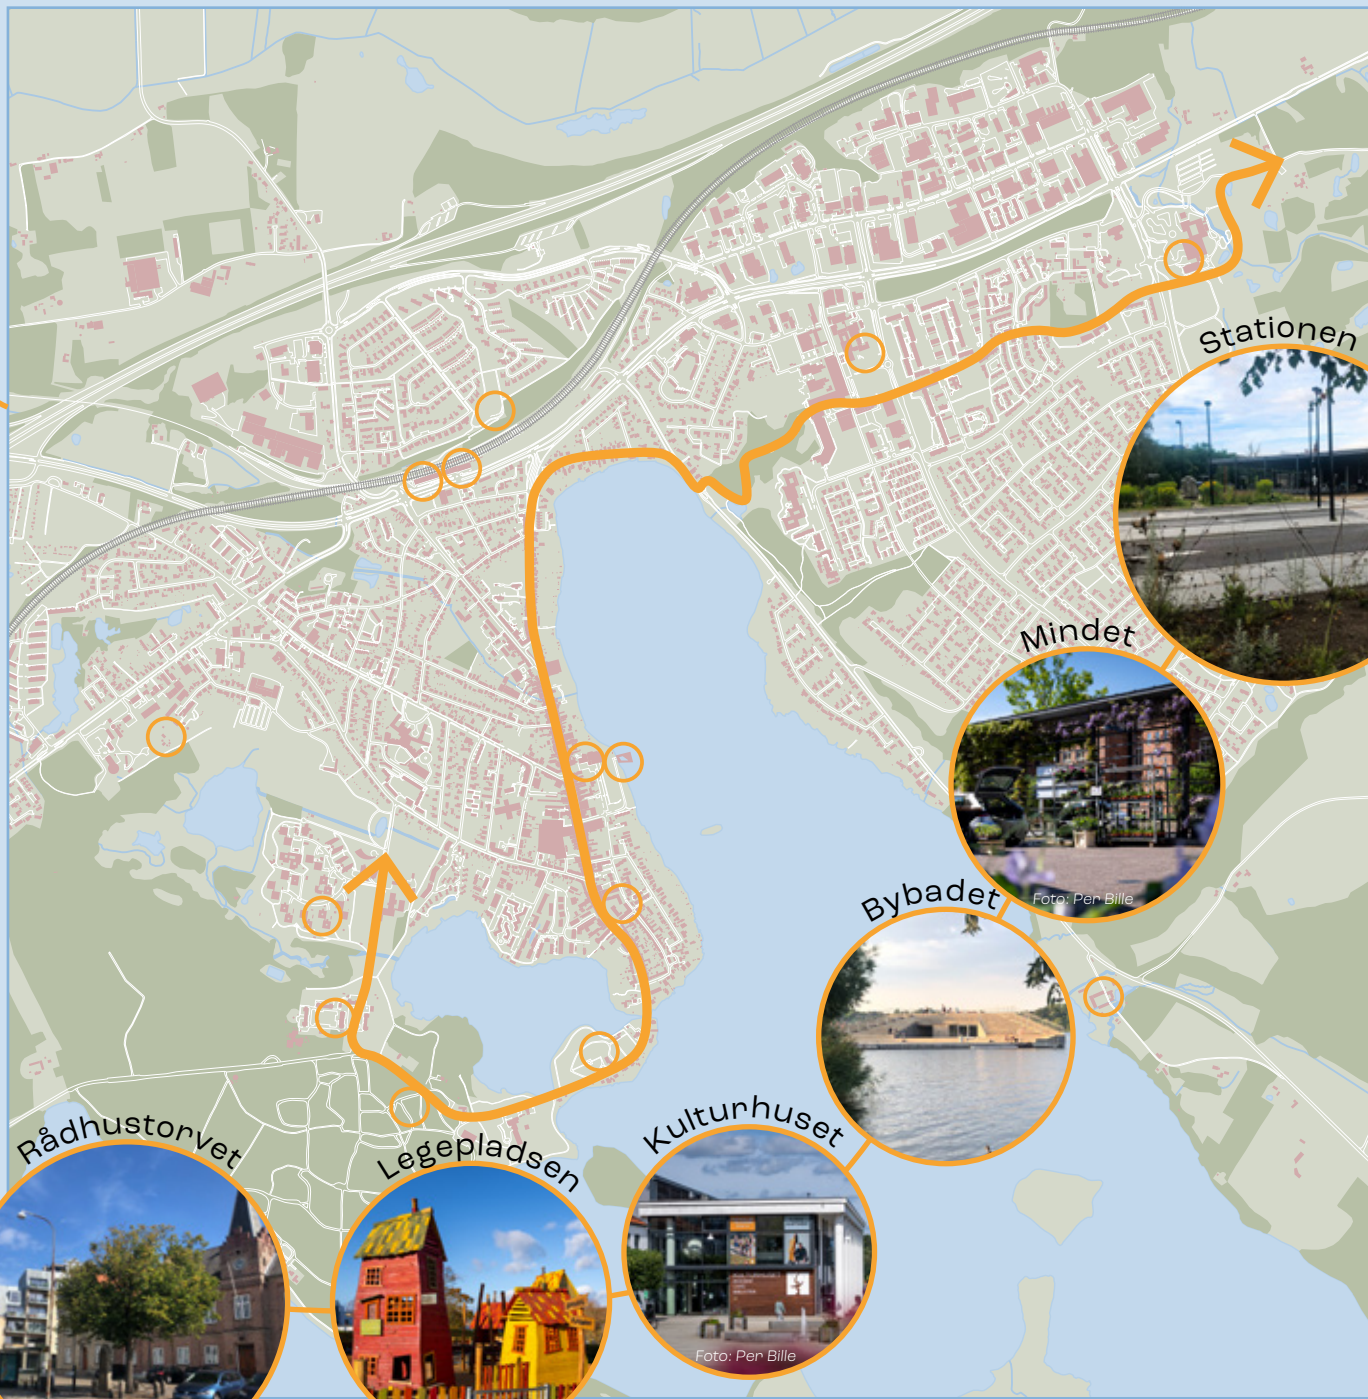 Stationen
Mindet
Foto: Per Bille
Bybadet
Kulturhuset
Foto: Per Bille
Legepladsen
Rådhustorvet